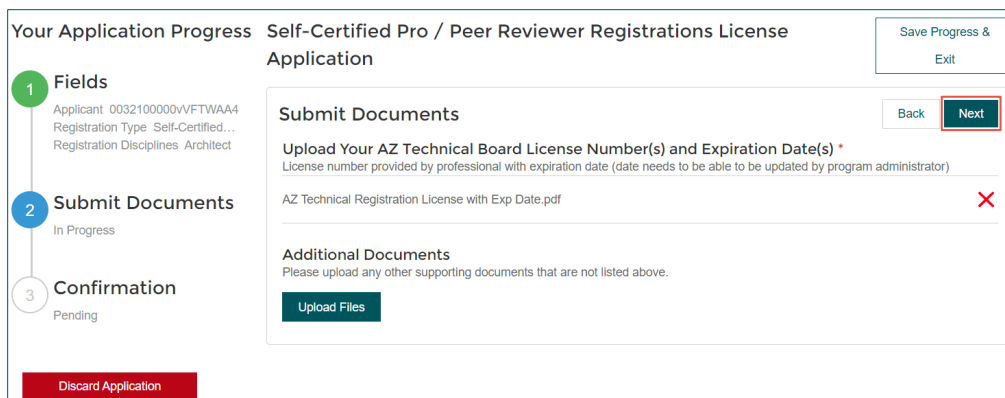 Your Application Progress
1
Fields
Applicant 0032100000vVFTWAA4
Registration Type Self-Certified...
Registration Disciplines Architect
2
Submit Documents
In Progress
3
Confirmation
Pending
Discard Application
Self-Certified Pro / Peer Reviewer Registrations License
Application
Save Progress &
Exit
Submit Documents
Back
Next
Upload Your AZ Technical Board License Number(s) and Expiration Date(s) *
License number provided by professional with expiration date (date needs to be able to be updated by program administrator)
AZ Technical Registration License with Exp Date.pdf
Additional Documents
Please upload any other supporting documents that are not listed above.
Upload Files